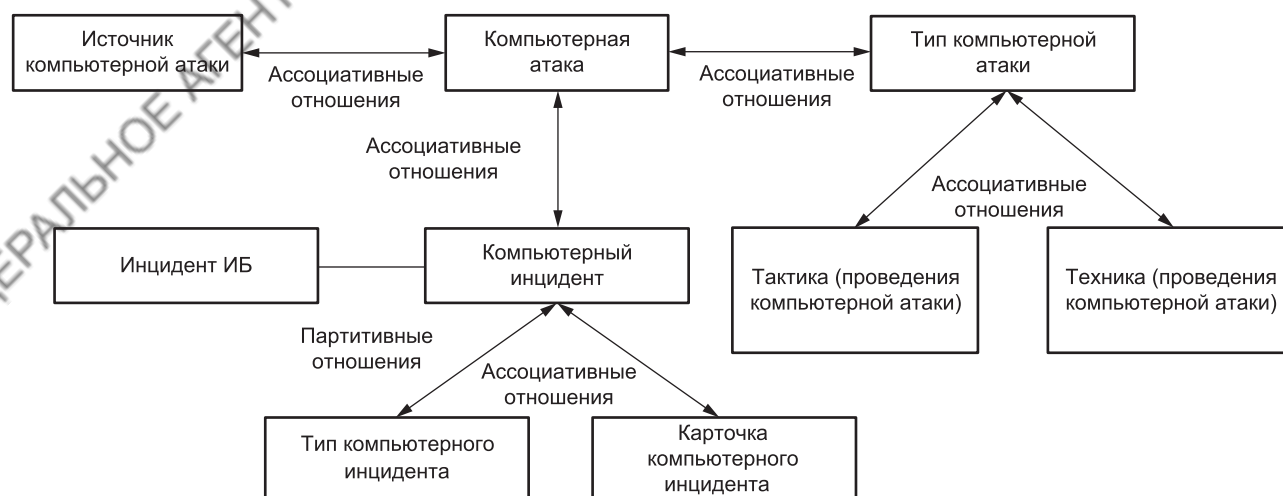 Источник
компьютерной атаки
Компьютерная
атака
Тип компьютерной
атаки
Ассоциативные
отношения
Ассоциативные
отношения
Ассоциативные
отношения
Ассоциативные
отношения
Инцидент ИБ
Компьютерный
инцидент
Тактика (проведения
компьютерной атаки)
Техника (проведения
компьютерной атаки)
Партитивные
отношения
Ассоциативные
отношения
Тип компьютерного
инцидента
Карточка
компьютерного
инцидента